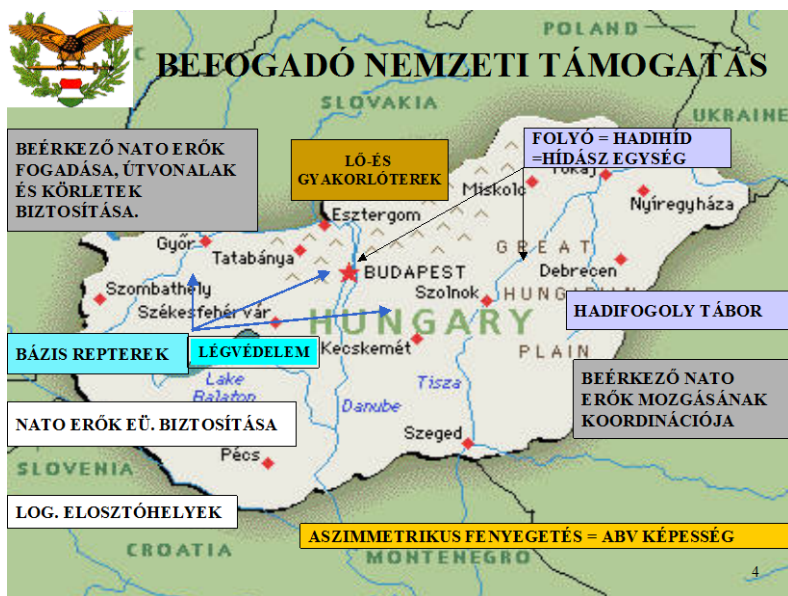 BEFOGADÓ NEMZETI TÁMOGATÁS
POLAND
SLOVAKIA
UKRAINE
BEÉRKEZŐ NATO ERŐK
FOGADÁSA, ÚTVONALAK
ÉS KÖRLETEK
BIZTOSÍTÁSA.
LŐ-ÉS
GYAKORLÓTEREK
FOLYÓ = HADIHÍD
=HÍDÁSZ EGYSÉG
Tokaj
Miskolc
Nyíregyháza
Esztergom
Győr
Tatabánya
GREAT
BUDAPEST
Debrecen
Szombathely
Szolnok
HUNGARIAN
Székesfehérvár
HUNGARY
HADIFOGOLY TÁBOR
BÁZIS REPTEREK
LÉGVÉDELEM
Kecskemét
PLAIN
Lake
Balaton
Tisza
BEÉRKEZŐ NATO
ERŐK MOZGÁSÁNAK
KOORDINÁCIÓJA
Danube
NATO ERŐK EÜ. BIZTOSÍTÁSA
Szeged
Pécs
SLOVENIA
LOG. ELOSZTÓHELYEK
ASZIMMETRIKUS FENYEGETÉS = ABV KÉPESSÉG
CROATIA
MONTENEGRO
4